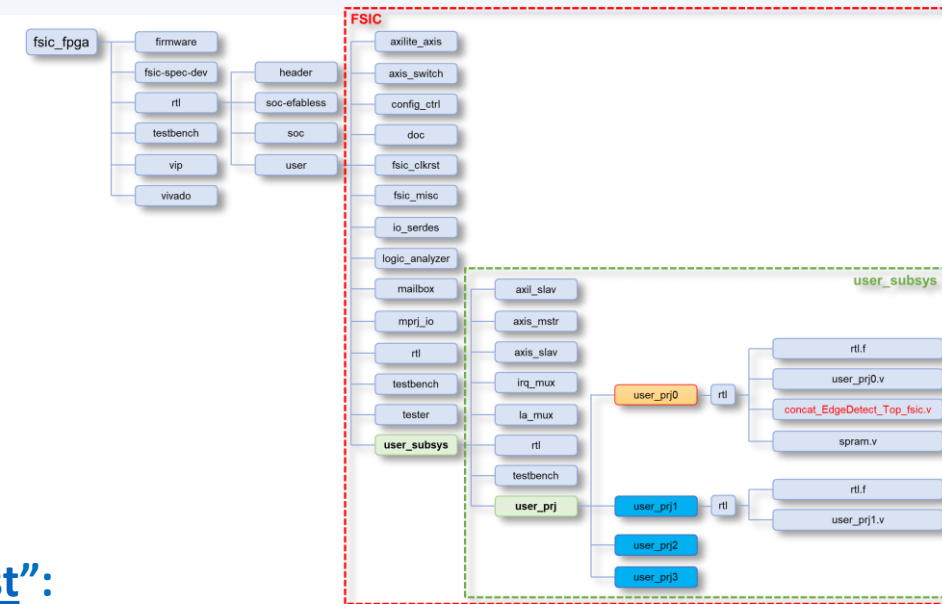 FSIC
fsic_fpga
firmware
fsic-spec-dev
rtl
testbench
vip
vivado
header
soc-efabless
soc
user
axilite_axis
axis_switch
config_ctrl
doc
fsic_clkrst
fsic_misc
io_serdes
logic_analyzer
mailbox
mprj_io
rtl
testbench
tester
user_subsys
user_subsys
axil_slav
axis_mstr
axis_slav
irq_mux
la_mux
rtl
testbench
user_prj
user_prj0
rtl
rtl.f
user_prj0.v
concat_EdgeDetect_Top_fsic.v
spram.v
user_prj1
rtl
rtl.f
user_prj1.v
user_prj2
user_prj3
st”: